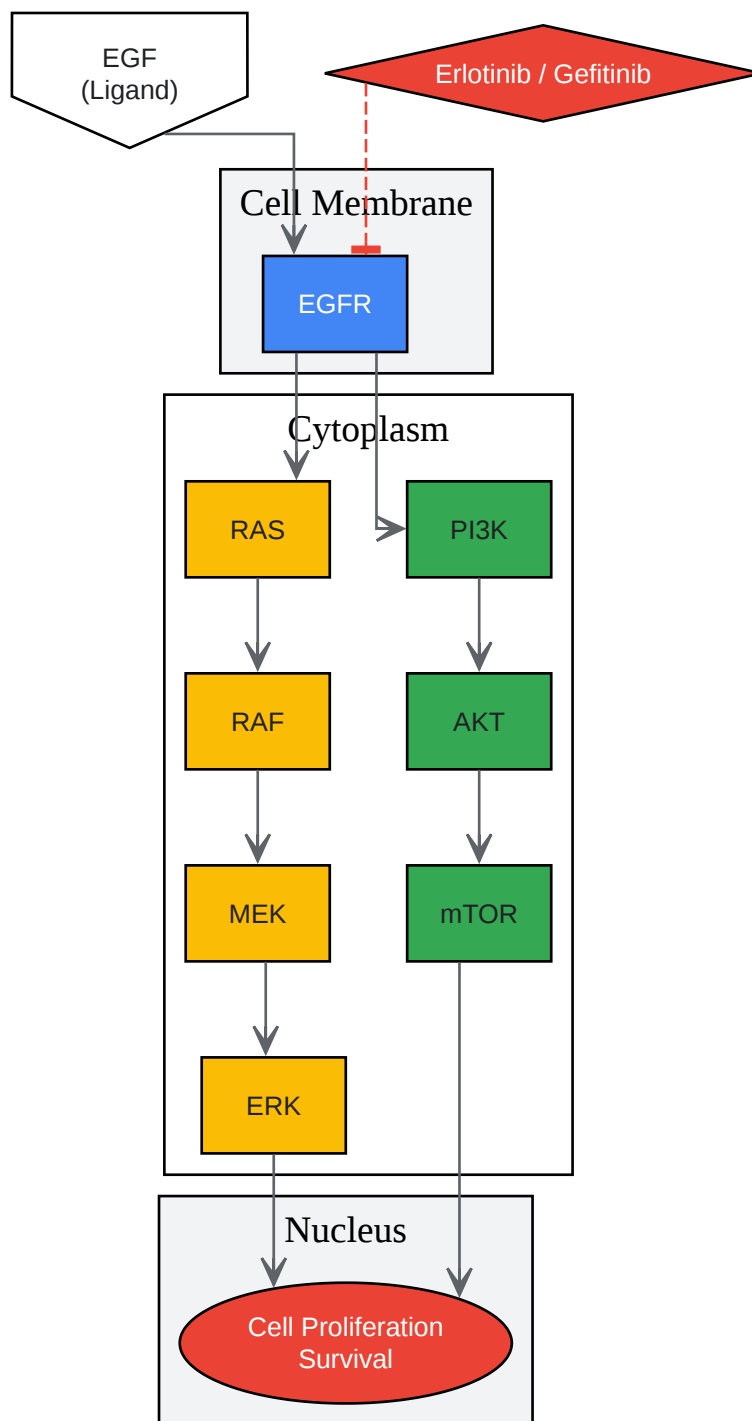 EGF
(Ligand)
Erlotinib / Gefitinib
Cell Membrane
EGFR
Cytoplasm
RAS
PI3K
RAF
AKT
MEK
mTOR
ERK
Nucleus
Cell Proliferation
Survival